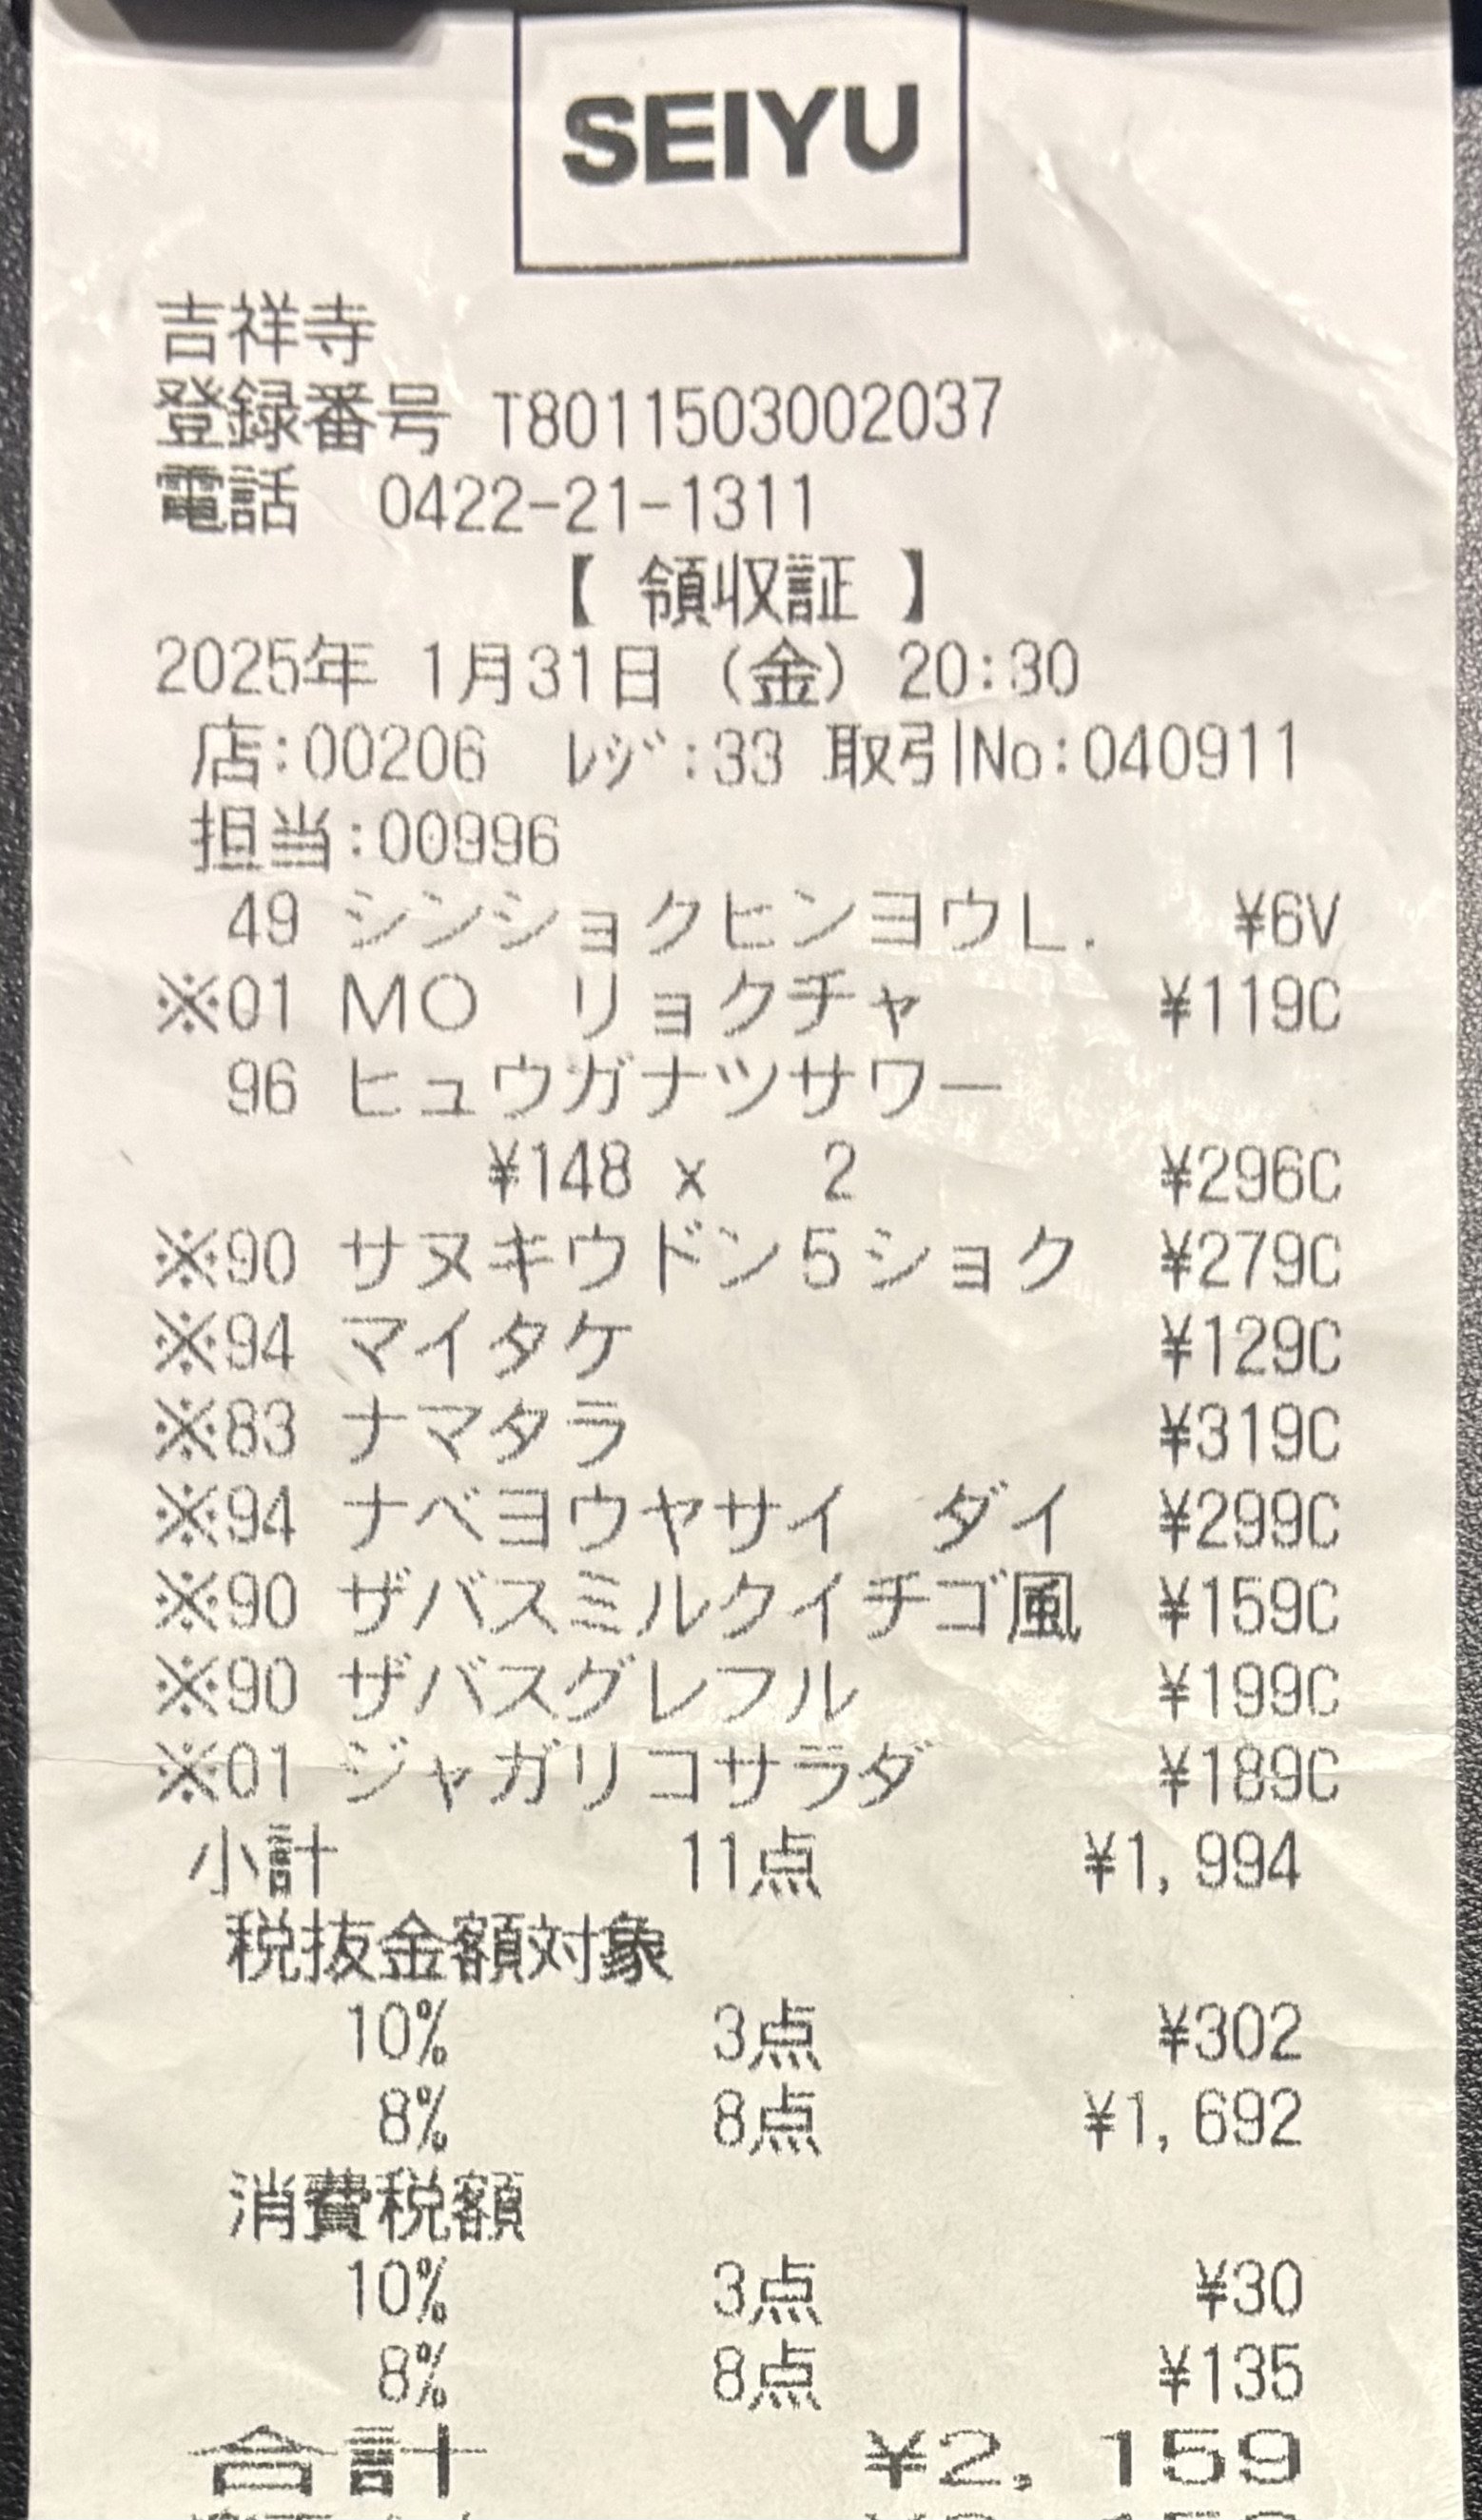 SEIYU
吉祥寺
登録番号 T8011503002037
電話 0422-21-1311
【 領収証 】
2025年 1月31日 (金) 20:30
店:00206 ﾚｼﾞ:33 取引No:040911
担当:00996
49 シンショクヒンヨウL. ¥6V
※01 MO リョクチャ ¥119C
96 ヒュウガナツサワー
¥148 x 2 ¥296C
※90 サヌキウドン5ショク ¥279C
※94 マイタケ ¥129C
※83 ナマタラ ¥319C
※94 ナベヨウヤサイ ダイ ¥299C
※90 ザバスミルクイチゴ風 ¥159C
※90 ザバスグレフル ¥199C
※01 ジャガリコサラダ ¥189C
小計 11点 ¥1,994
税抜金額対象
10% 3点 ¥302
8% 8点 ¥1,692
消費税額
10% 3点 ¥30
8% 8点 ¥135
合計 ¥2,159